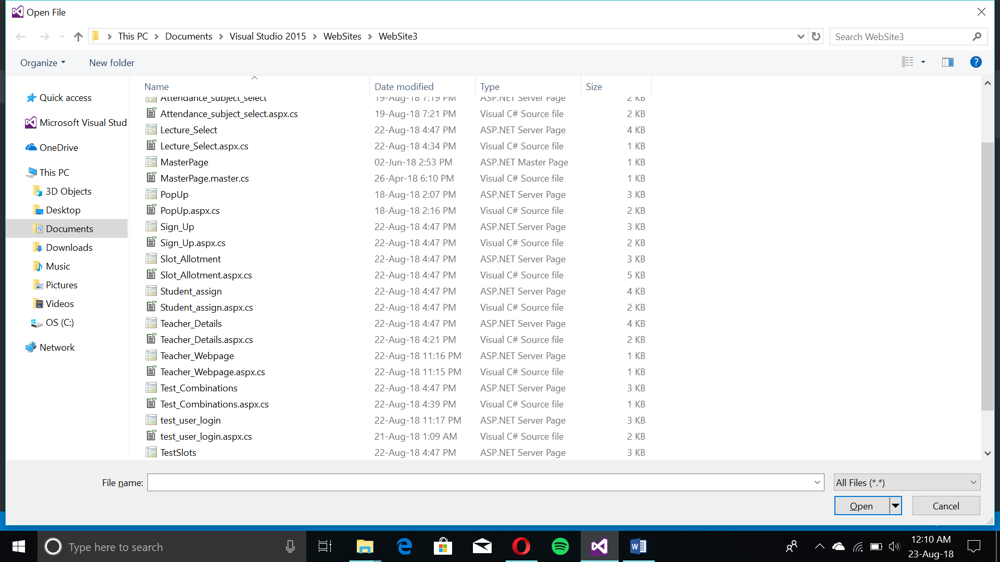 Open File
This PC > Documents > Visual Studio 2015 > WebSites > WebSite3
Search WebSite3
Organize
New folder
Name Date modified Type Size
Quick access
Microsoft Visual Stud
OneDrive
This PC
3D Objects
Desktop
Documents
Downloads
Music
Pictures
Videos
OS (C:)
Network
Attendance_subject_select 19-Aug-18 7:19 PM ASP.NET Server Page 2 KB
Attendance_subject_select.aspx.cs 19-Aug-18 7:21 PM Visual C# Source file 2 KB
Lecture_Select 22-Aug-18 4:47 PM ASP.NET Server Page 4 KB
Lecture_Select.aspx.cs 22-Aug-18 4:34 PM Visual C# Source file 1 KB
MasterPage 02-Jun-18 2:53 PM ASP.NET Master Page 1 KB
MasterPage.master.cs 26-Apr-18 6:10 PM Visual C# Source file 1 KB
PopUp 18-Aug-18 2:07 PM ASP.NET Server Page 3 KB
PopUp.aspx.cs 18-Aug-18 2:16 PM Visual C# Source file 2 KB
Sign_Up 22-Aug-18 4:47 PM ASP.NET Server Page 3 KB
Sign_Up.aspx.cs 22-Aug-18 4:47 PM Visual C# Source file 2 KB
Slot_Allotment 22-Aug-18 4:47 PM ASP.NET Server Page 3 KB
Slot_Allotment.aspx.cs 22-Aug-18 4:47 PM Visual C# Source file 5 KB
Student_assign 22-Aug-18 4:47 PM ASP.NET Server Page 4 KB
Student_assign.aspx.cs 22-Aug-18 4:47 PM Visual C# Source file 2 KB
Teacher_Details 22-Aug-18 4:47 PM ASP.NET Server Page 4 KB
Teacher_Details.aspx.cs 22-Aug-18 4:21 PM Visual C# Source file 2 KB
Teacher_Webpage 22-Aug-18 11:16 PM ASP.NET Server Page 1 KB
Teacher_Webpage.aspx.cs 22-Aug-18 11:15 PM Visual C# Source file 1 KB
Test_Combinations 22-Aug-18 4:47 PM ASP.NET Server Page 3 KB
Test_Combinations.aspx.cs 22-Aug-18 4:39 PM Visual C# Source file 1 KB
test_user_login 22-Aug-18 11:17 PM ASP.NET Server Page 3 KB
test_user_login.aspx.cs 21-Aug-18 1:09 AM Visual C# Source file 2 KB
TestSlots 22-Aug-18 4:47 PM ASP.NET Server Page 3 KB
File name:
All Files (*.*)
Open
Cancel
Type here to search
12:10 AM
23-Aug-18